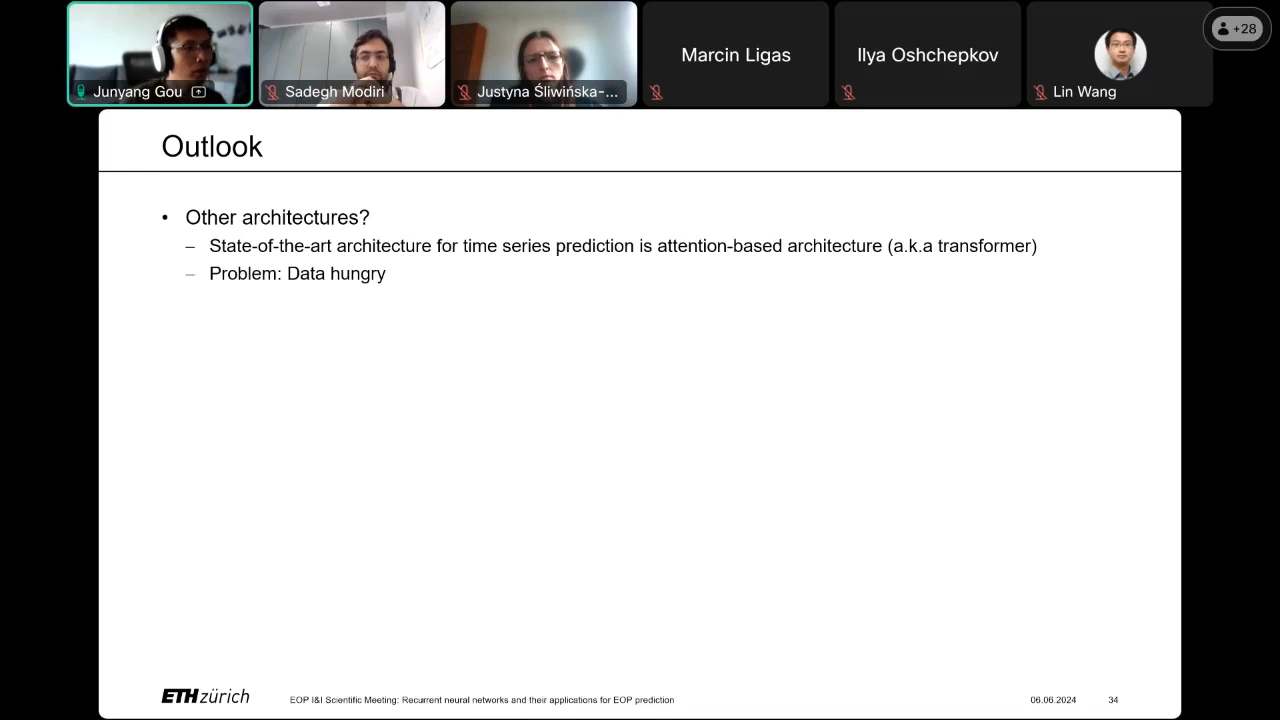 Junyang Gou
Sadegh Modiri
Justyna Śliwińska-...
Marcin Ligas
Ilya Oshchepkov
Lin Wang
+28
Outlook
• Other architectures?
– State-of-the-art architecture for time series prediction is attention-based architecture (a.k.a transformer)
– Problem: Data hungry
ETH zürich
EOP I&I Scientific Meeting: Recurrent neural networks and their applications for EOP prediction
06.06.2024
34